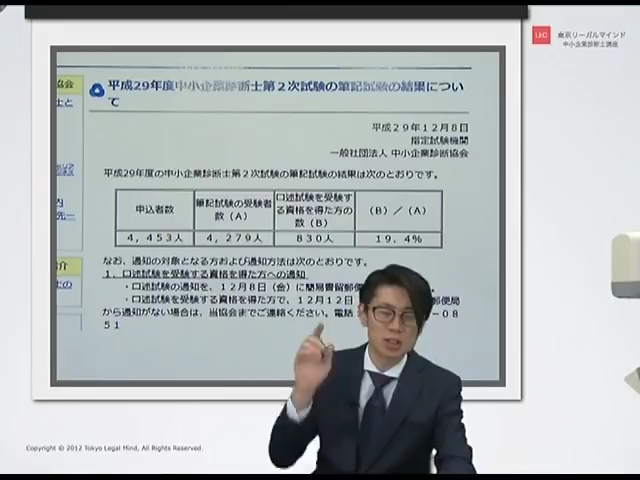 LEC 東京リーガルマインド
中小企業診断士講座
協会
平成29年度中小企業診断士第2次試験の筆記試験の結果につい
て
平成29年12月8日
指定試験機関
一般社団法人 中小企業診断協会
平成29年度の中小企業診断士第2次試験の筆記試験の結果は次のとおりです。
申込者数 筆記試験の受験者数(A) 口述試験を受験する資格を得た方の数(B) (B)/(A)
4,453人 4,279人 830人 19.4%
なお、通知の対象となる方および通知方法は次のとおりです。
1.口述試験を受験する資格を得た方への通知
・口述試験の通知を、12月8日(金)に簡易書留郵便
・口述試験を受験する資格を得た方で、12月12日 郵便局
から通知がない場合は、当協会までご連絡ください。電話 -08
51
Copyright © 2012 Tokyo Legal Mind, All Rights Reserved.